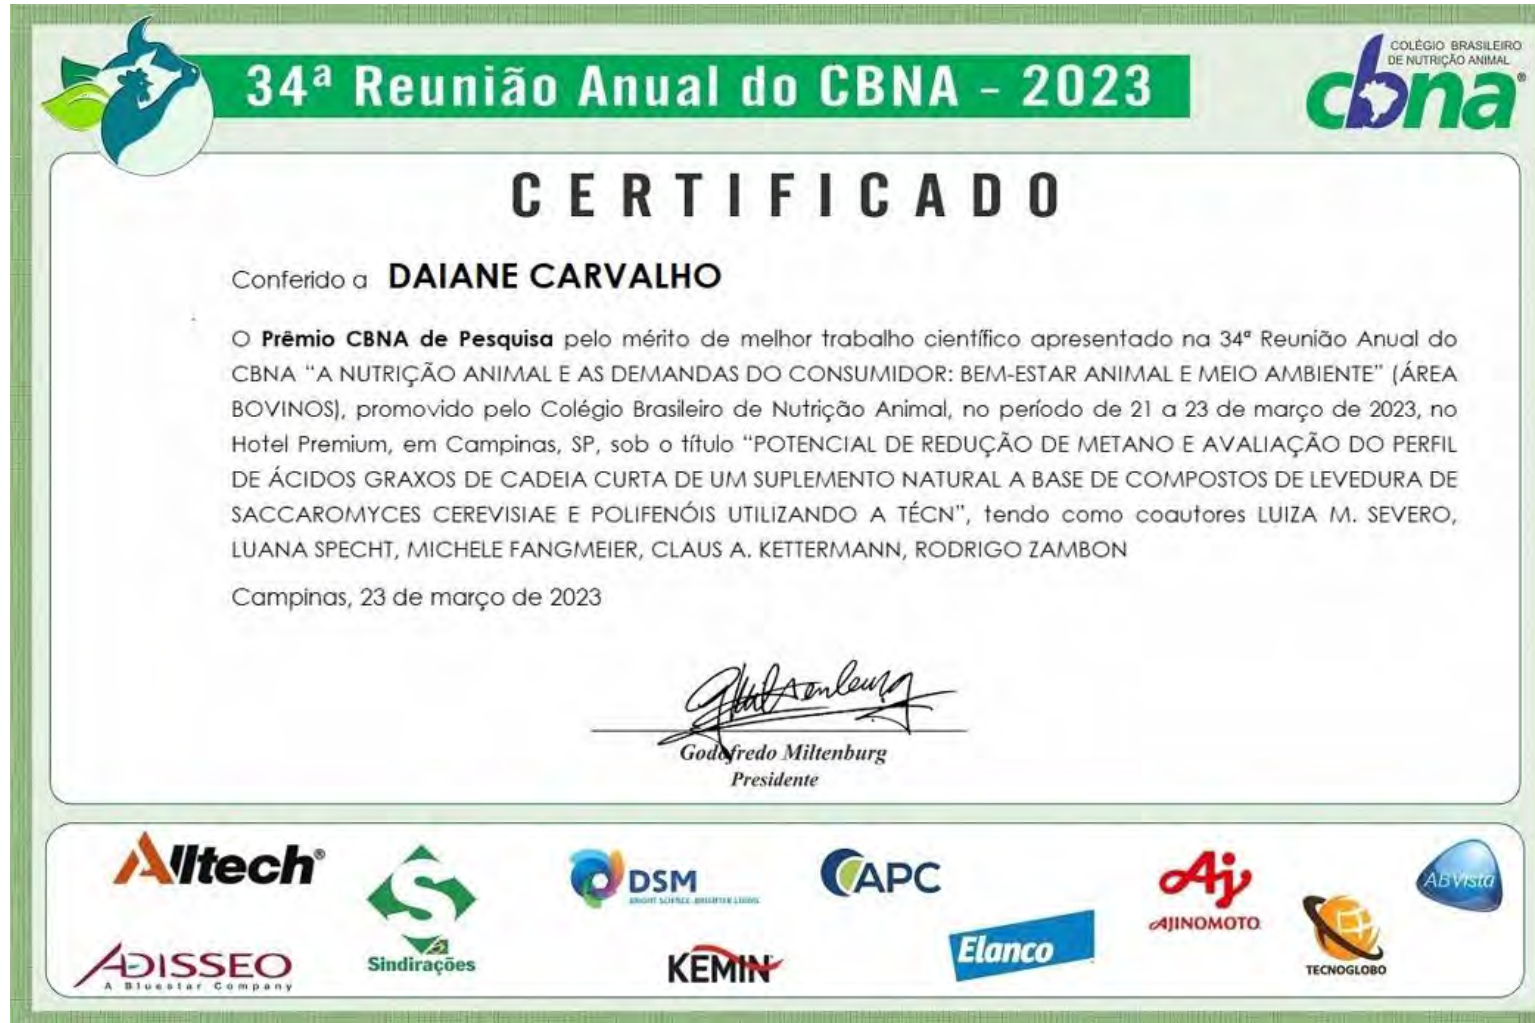 34ª Reunião Anual do CBNA - 2023
COLÉGIO BRASILEIRO
DE NUTRIÇÃO ANIMAL
cbna®
CERTIFICADO
Conferido a DAIANE CARVALHO
O Prêmio CBNA de Pesquisa pelo mérito de melhor trabalho científico apresentado na 34ª Reunião Anual do
CBNA “A NUTRIÇÃO ANIMAL E AS DEMANDAS DO CONSUMIDOR: BEM-ESTAR ANIMAL E MEIO AMBIENTE” (ÁREA
BOVINOS), promovido pelo Colégio Brasileiro de Nutrição Animal, no período de 21 a 23 de março de 2023, no
Hotel Premium, em Campinas, SP, sob o título “POTENCIAL DE REDUÇÃO DE METANO E AVALIAÇÃO DO PERFIL
DE ÁCIDOS GRAXOS DE CADEIA CURTA DE UM SUPLEMENTO NATURAL A BASE DE COMPOSTOS DE LEVEDURA DE
SACCAROMYCES CEREVISIAE E POLIFENÓIS UTILIZANDO A TÉCN”, tendo como coautores LUIZA M. SEVERO,
LUANA SPECHT, MICHELE FANGMEIER, CLAUS A. KETTERMANN, RODRIGO ZAMBON
Campinas, 23 de março de 2023
Godofredo Miltenburg
Presidente
Alltech®
Sindirações
DSM
BRIGHT SCIENCE. BRIGHTER LIVING.
APC
AJINOMOTO
ABVista
ADISSEO
A Bluestar Company
KEMIN
Elanco
TECNOGLOBO